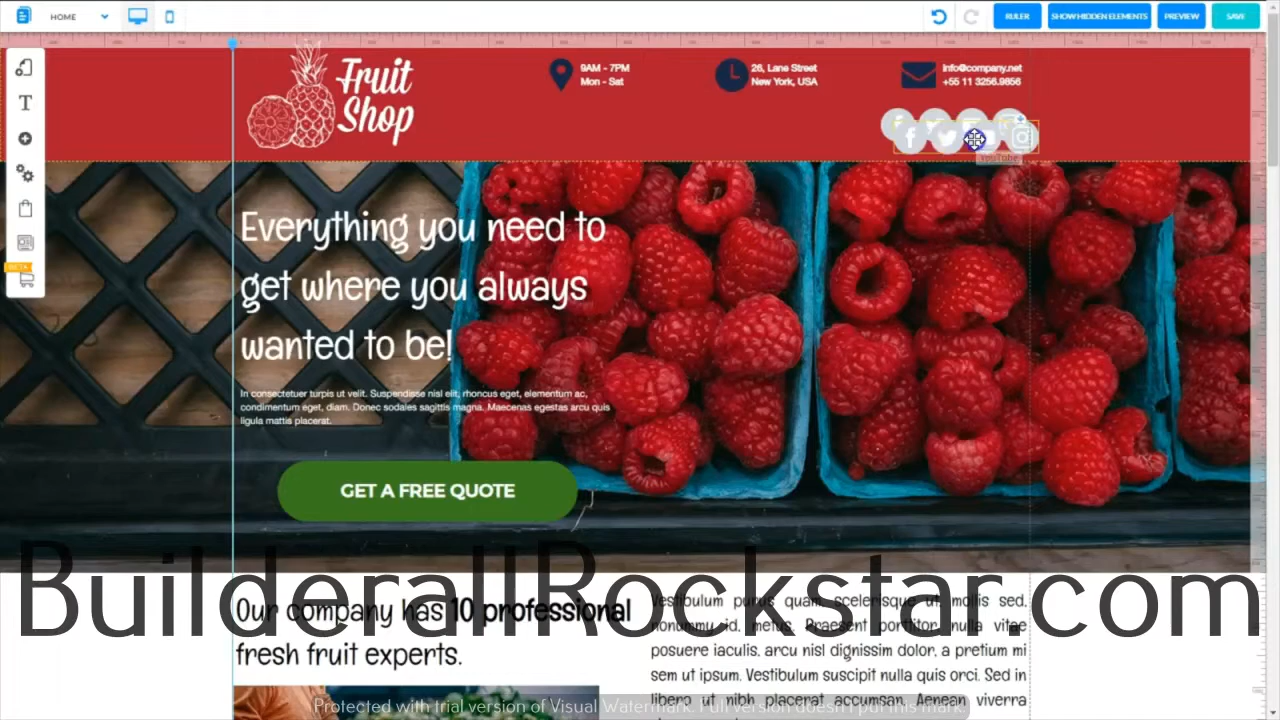 HOME
RULER
SHOW HIDDEN ELEMENTS
PREVIEW
SAVE
Fruit
Shop
9AM - 7PM
Mon - Sat
26, Lane Street
New York, USA
info@company.net
+55 11 3256.9856
YOUTUBE
BETA
Everything you need to
get where you always
wanted to be!
In consectetuer turpis ut velit. Suspendisse nisl elit, rhoncus eget, elementum ac,
condimentum eget, diam. Donec sodales sagittis magna. Maecenas egestas arcu quis
ligula mattis placerat.
GET A FREE QUOTE
BuilderallRockstar.com
Our company has 10 professional
fresh fruit experts.
Vestibulum purus quam scelerisque ut, mollis sed,
nonummy id, metus. Praesent porttitor, nulla vitae
posuere iaculis, arcu nisl dignissim dolor, a pretium mi
sem ut ipsum. Vestibulum suscipit nulla quis orci. Sed in
libero ut nibh placerat accumsan. Aenean viverra
Protected with trial version of Visual Watermark. Full version doesn't put this mark.